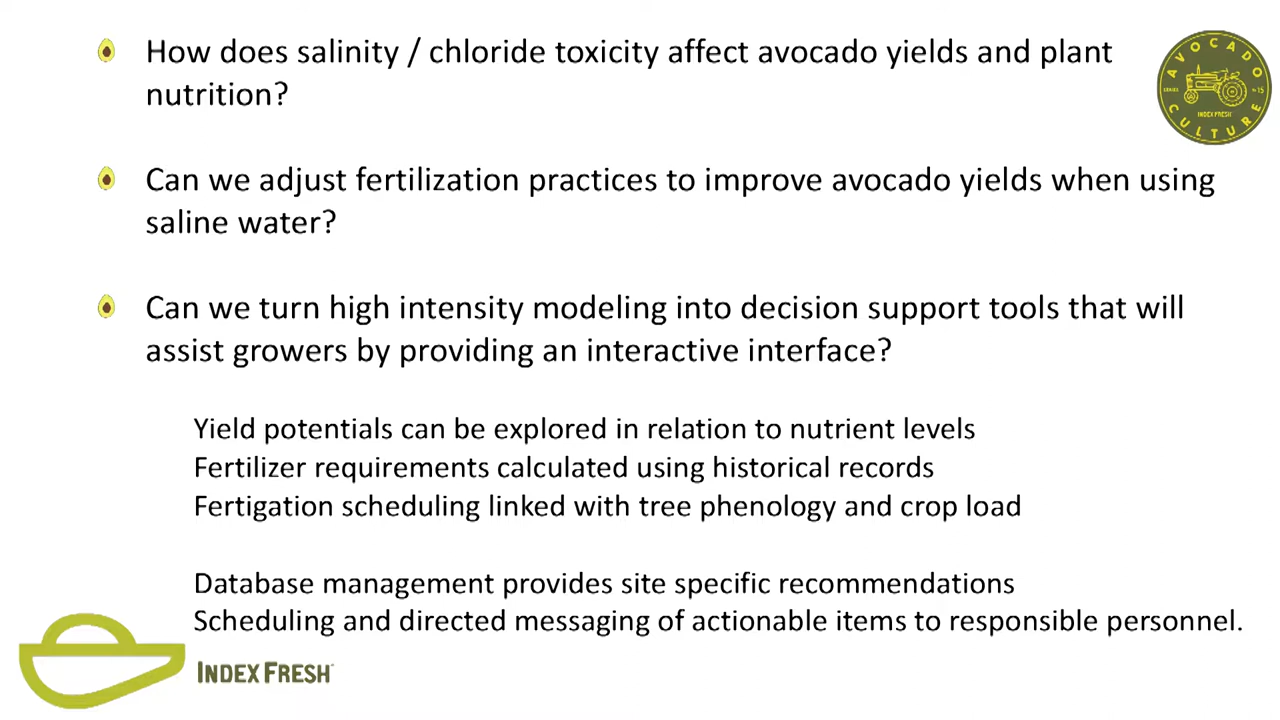 How does salinity / chloride toxicity affect avocado yields and plant
nutrition?
Can we adjust fertilization practices to improve avocado yields when using
saline water?
Can we turn high intensity modeling into decision support tools that will
assist growers by providing an interactive interface?
Yield potentials can be explored in relation to nutrient levels
Fertilizer requirements calculated using historical records
Fertigation scheduling linked with tree phenology and crop load
Database management provides site specific recommendations
Scheduling and directed messaging of actionable items to responsible personnel.
INDEX FRESH
AVOCADO
INDEX FRESH
CULTURE